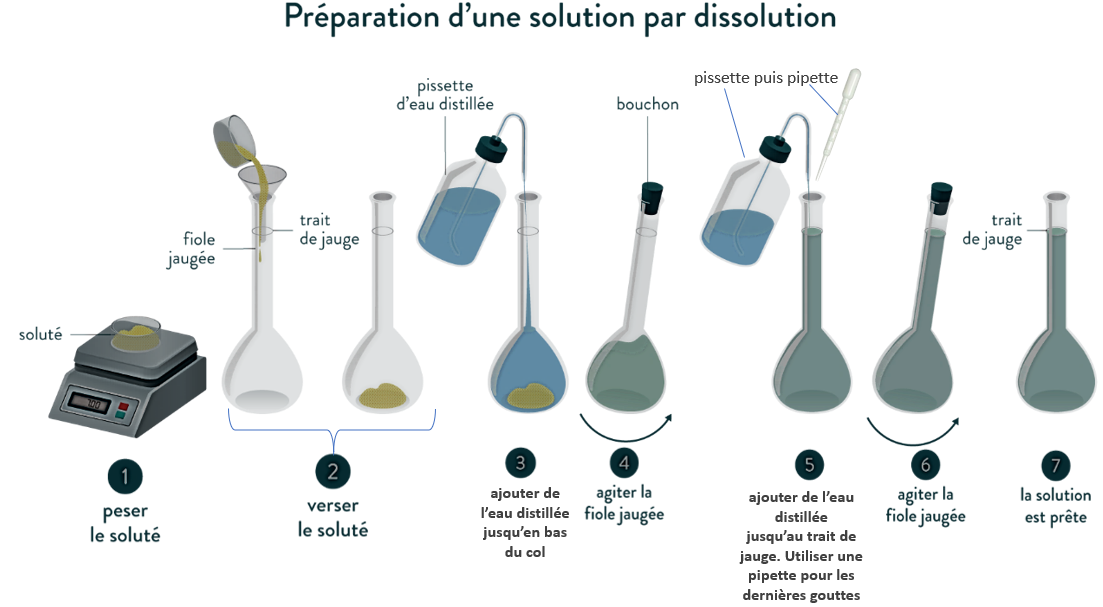 Préparation d'une solution par dissolution
pissette
d'eau distillée
bouchon
pissette puis pipette
trait
de jauge
fiole
jaugée
trait
de jauge
soluté
1
peser
le soluté
2
verser
le soluté
3
ajouter de
l'eau distillée
jusqu'en bas
du col
4
agiter la
fiole jaugée
5
ajouter de l'eau
distillée
jusqu'au trait de
jauge. Utiliser une
pipette pour les
dernières gouttes
6
agiter la
fiole jaugée
7
la solution
est prête